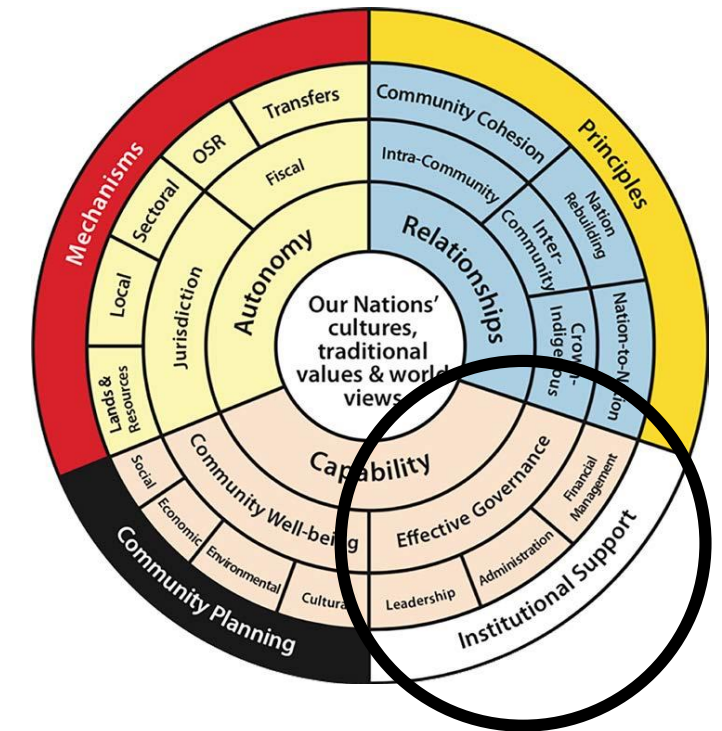 Mechanisms
Principles
Community Planning
Institutional Support
Transfers
OSR
Sectoral
Local
Lands &
Resources
Fiscal
Jurisdiction
Autonomy
Community Cohesion
Nation
Rebuilding
Nation-to-Nation
Intra-Community
Inter-
Community
Crown-
Indigenous
Relationships
Our Nations’
cultures,
traditional
values & world
views
Capability
Community Well-being
Effective Governance
Social
Economic
Environmental
Cultural
Leadership
Administration
Financial
Management